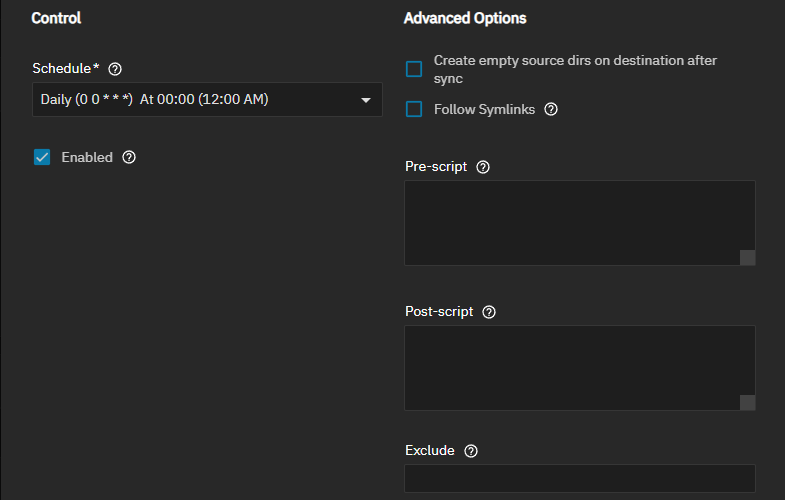 Control
Schedule*
Daily (0 0 * * *) At 00:00 (12:00 AM)
Enabled
Advanced Options
Create empty source dirs on destination after
sync
Follow Symlinks
Pre-script
Post-script
Exclude